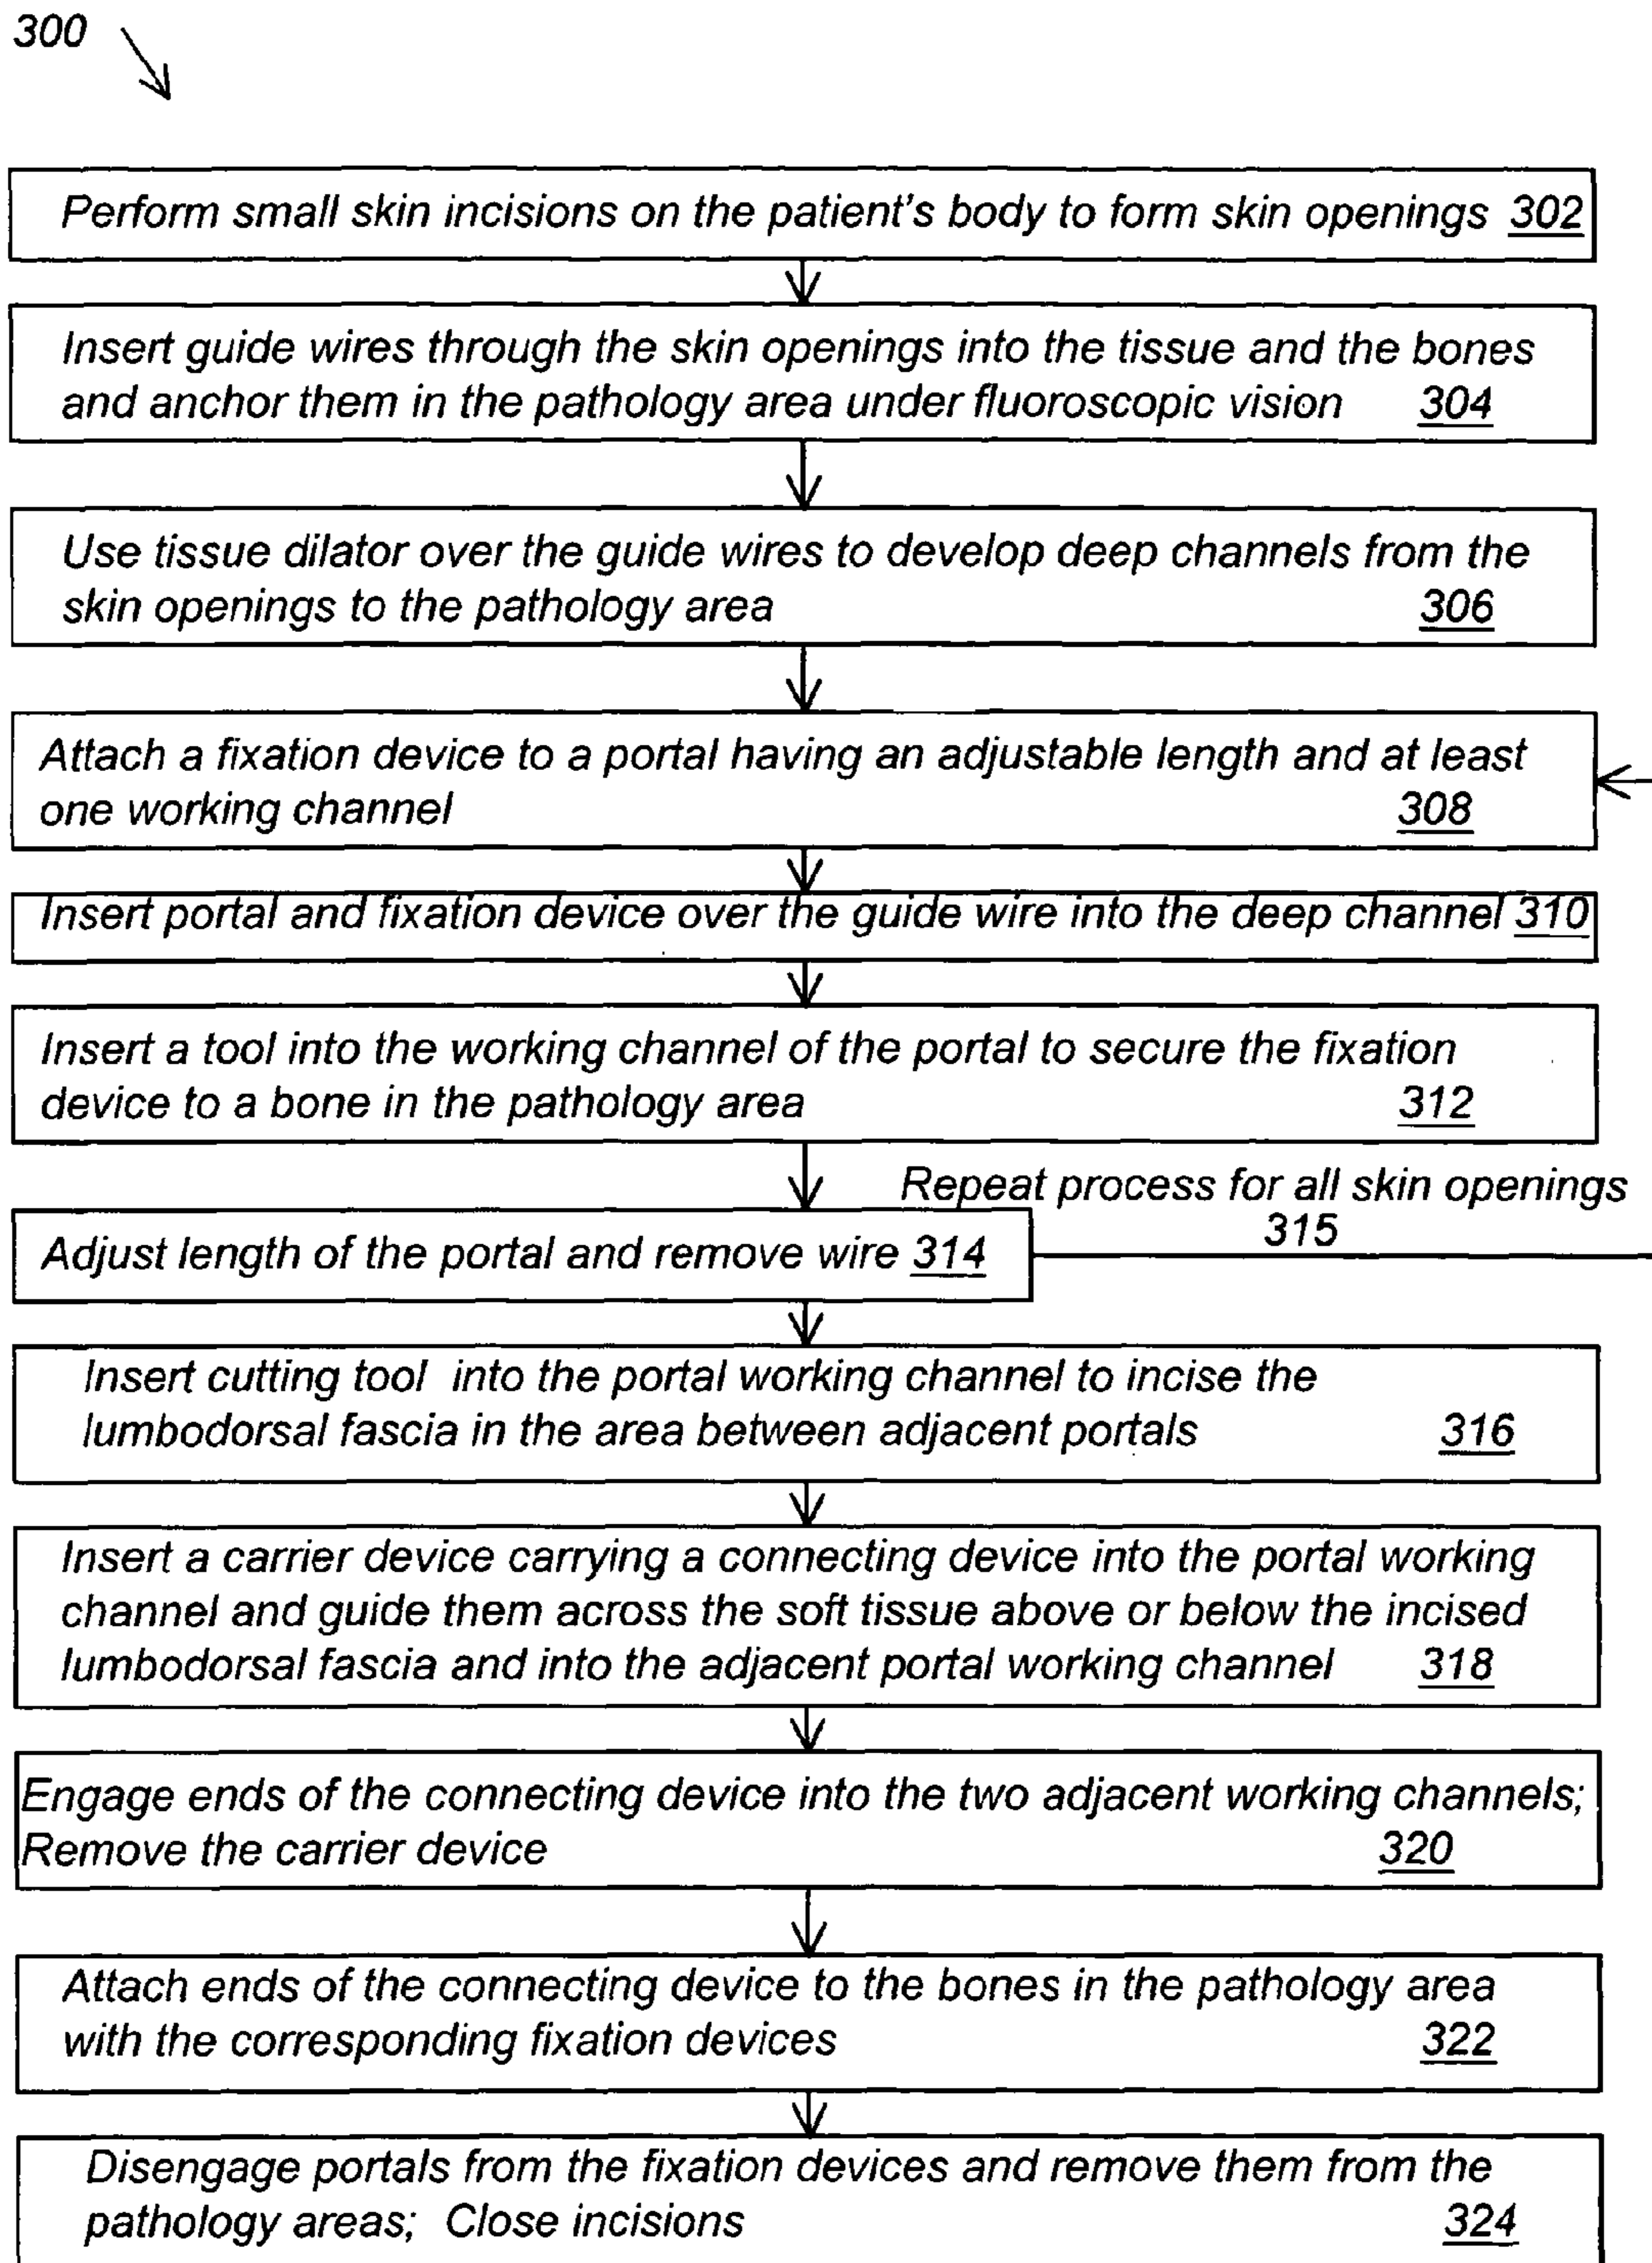 300
Perform small skin incisions on the patient's body to form skin openings 302
Insert guide wires through the skin openings into the tissue and the bones
and anchor them in the pathology area under fluoroscopic vision 304
Use tissue dilator over the guide wires to develop deep channels from the
skin openings to the pathology area 306
Attach a fixation device to a portal having an adjustable length and at least
one working channel 308
Insert portal and fixation device over the guide wire into the deep channel 310
Insert a tool into the working channel of the portal to secure the fixation
device to a bone in the pathology area 312
Repeat process for all skin openings
315
Adjust length of the portal and remove wire 314
Insert cutting tool into the portal working channel to incise the
lumbodorsal fascia in the area between adjacent portals 316
Insert a carrier device carrying a connecting device into the portal working
channel and guide them across the soft tissue above or below the incised
lumbodorsal fascia and into the adjacent portal working channel 318
Engage ends of the connecting device into the two adjacent working channels;
Remove the carrier device 320
Attach ends of the connecting device to the bones in the pathology area
with the corresponding fixation devices 322
Disengage portals from the fixation devices and remove them from the
pathology areas; Close incisions 324